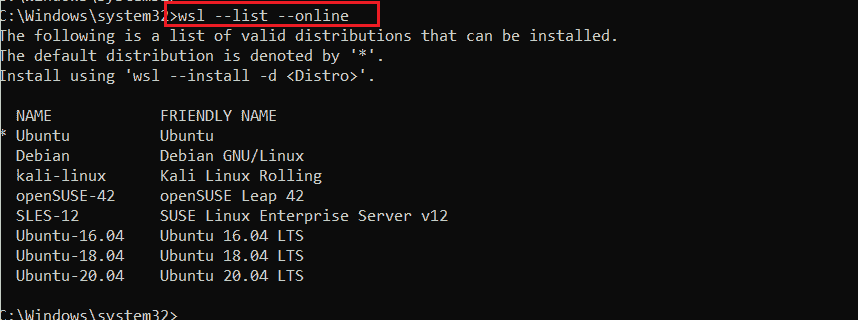 C:\Windows\system32>wsl --list --online
The following is a list of valid distributions that can be installed.
The default distribution is denoted by '*'.
Install using 'wsl --install -d <Distro>'.
NAME FRIENDLY NAME
* Ubuntu Ubuntu
Debian Debian GNU/Linux
kali-linux Kali Linux Rolling
openSUSE-42 openSUSE Leap 42
SLES-12 SUSE Linux Enterprise Server v12
Ubuntu-16.04 Ubuntu 16.04 LTS
Ubuntu-18.04 Ubuntu 18.04 LTS
Ubuntu-20.04 Ubuntu 20.04 LTS
C:\Windows\system32>